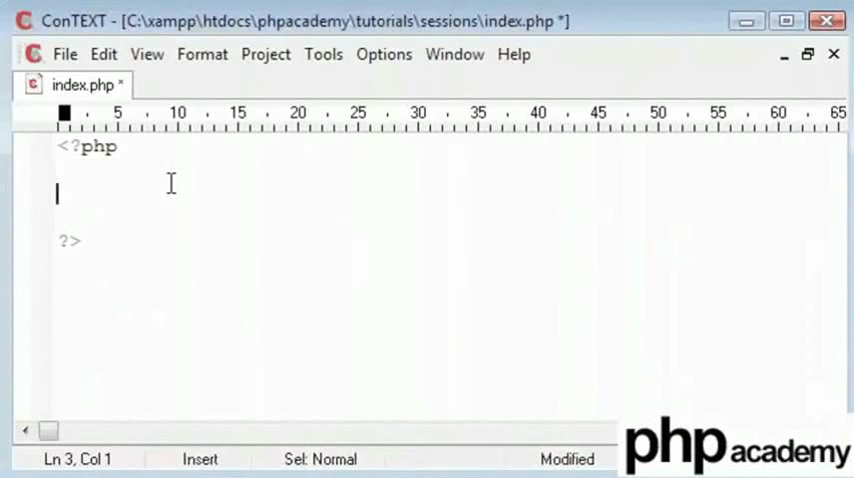 ConTEXT - [C:\xampp\htdocs\phpacademy\tutorials\sessions\index.php *]
File Edit View Format Project Tools Options Window Help
index.php *
5 10 15 20 25 30 35 40 45 50 55 60 65
<?php
?>
Ln 3, Col 1 Insert Sel: Normal Modified
php academy